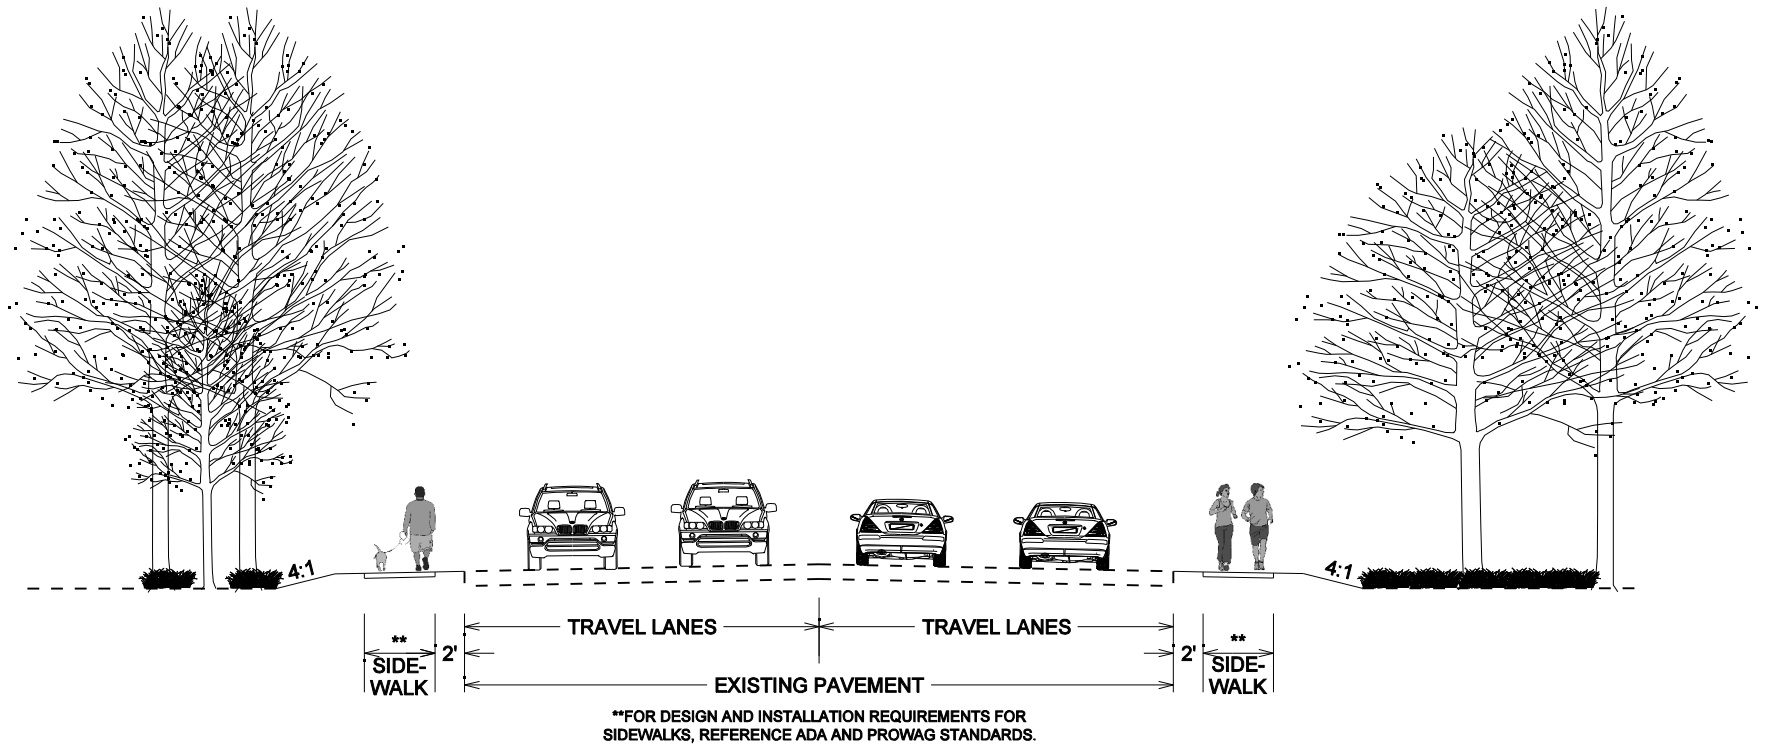 4:1
4:1
TRAVEL LANES
TRAVEL LANES
**
SIDE-
WALK
2'
2'
**
SIDE-
WALK
EXISTING PAVEMENT
**FOR DESIGN AND INSTALLATION REQUIREMENTS FOR
SIDEWALKS, REFERENCE ADA AND PROWAG STANDARDS.